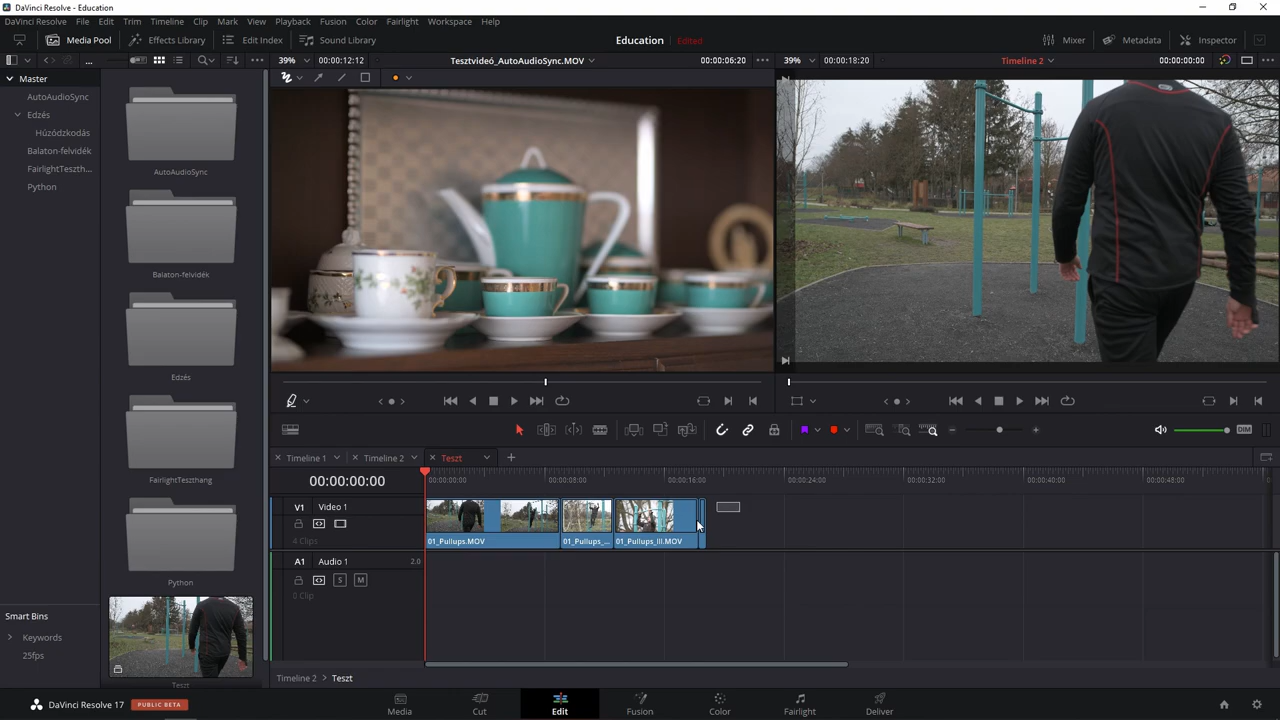 DaVinci Resolve - Education
DaVinci Resolve File Edit Trim Timeline Clip Mark View Playback Fusion Color Fairlight Workspace Help
Media Pool Effects Library Edit Index Sound Library Education Edited Mixer Metadata Inspector
... 39% 00:00:12:12 Tesztvideó_AutoAudioSync.MOV 00:00:06:20 39% 00:00:18:20 Timeline 2 00:00:00:00
Master
AutoAudioSync
Edzés
Húzódzkodás
Balaton-felvidék
FairlightTeszth...
Python
AutoAudioSync
Balaton-felvidék
Edzés
FairlightTeszthang
Python
Teszt
Smart Bins
Keywords
25fps
DIM
Timeline 1 Timeline 2 Teszt
00:00:00:00
00:00:00:00 00:00:08:00 00:00:16:00 00:00:24:00 00:00:32:00 00:00:40:00 00:00:48:00
V1 Video 1
4 Clips
01_Pullups.MOV 01_Pullups_... 01_Pullups_III.MOV
A1 Audio 1 2.0
S M
0 Clip
Timeline 2 Teszt
DaVinci Resolve 17 PUBLIC BETA
Media Cut Edit Fusion Color Fairlight Deliver